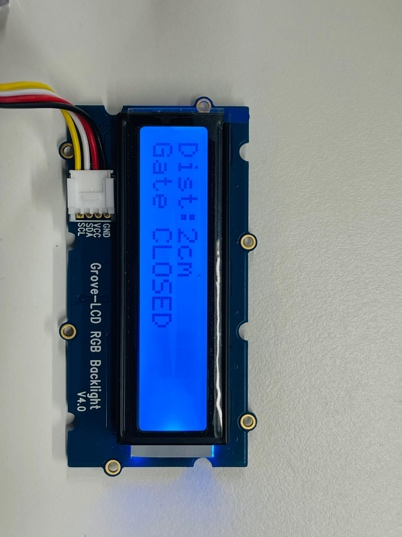 Dist:2cm
Gate CLOSED
GND
VCC
SDA
SCL
Grove-LCD RGB Backlight
V4.0